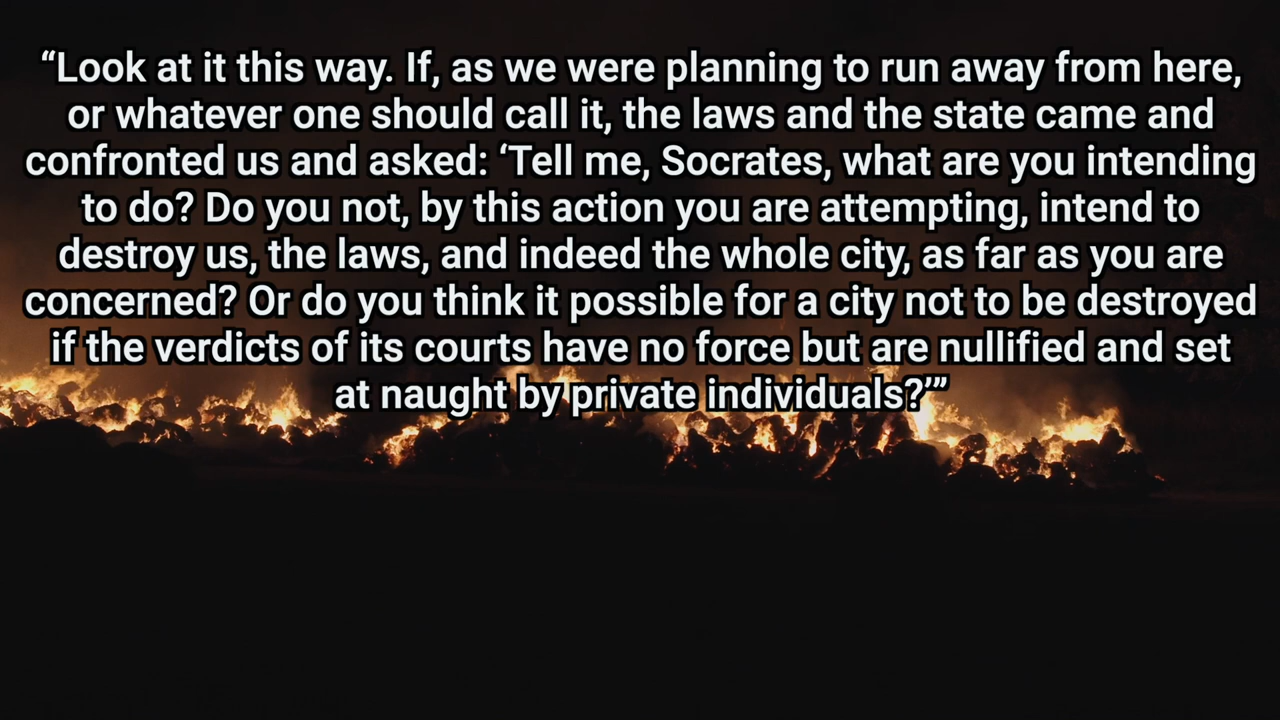 “Look at it this way. If, as we were planning to run away from here,
or whatever one should call it, the laws and the state came and
confronted us and asked: ‘Tell me, Socrates, what are you intending
to do? Do you not, by this action you are attempting, intend to
destroy us, the laws, and indeed the whole city, as far as you are
concerned? Or do you think it possible for a city not to be destroyed
if the verdicts of its courts have no force but are nullified and set
at naught by private individuals?’”